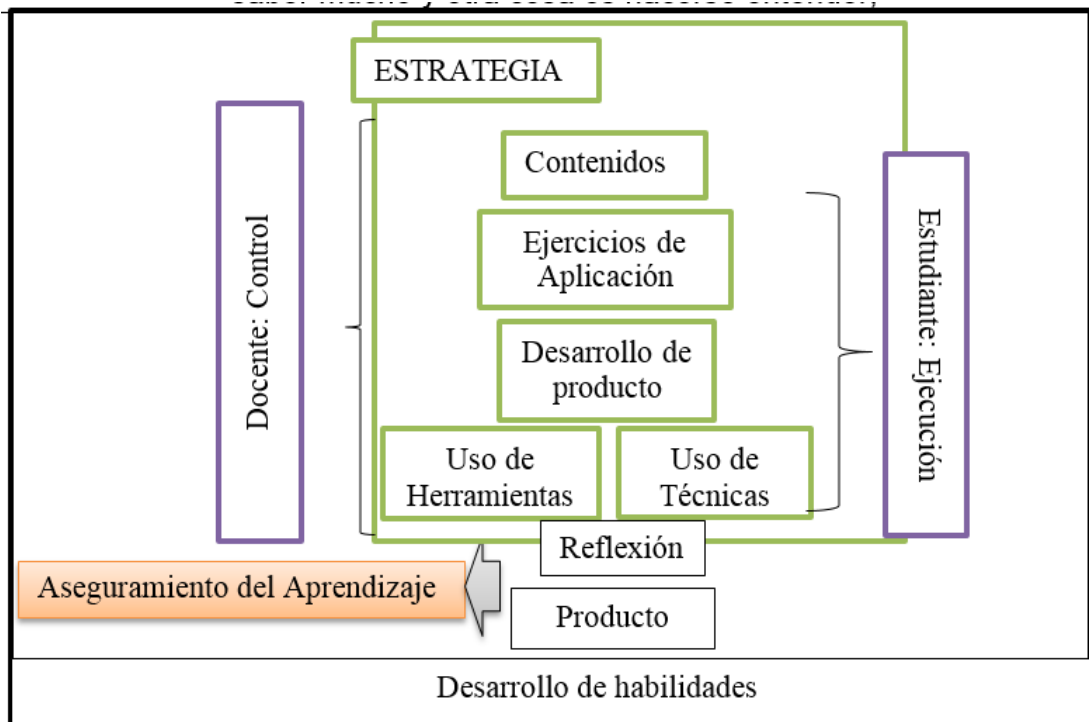 ESTRATEGIA
Contenidos
Ejercicios de
Aplicación
Desarrollo de
producto
Uso de
Herramientas
Uso de
Técnicas
Docente: Control
Estudiante: Ejecución
Reflexión
Aseguramiento del Aprendizaje
Producto
Desarrollo de habilidades